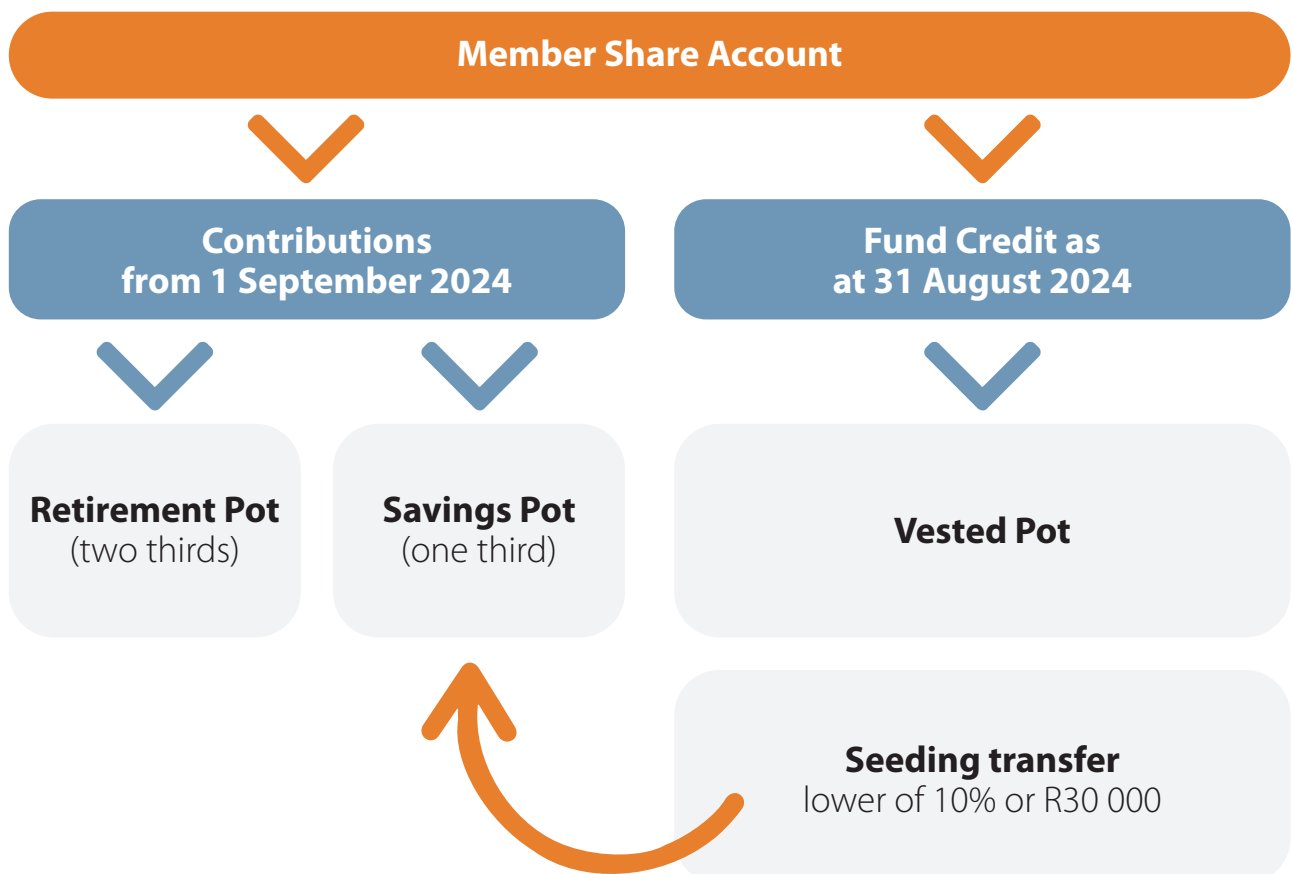 Member Share Account
Contributions
from 1 September 2024
Fund Credit as
at 31 August 2024
Retirement Pot
(two thirds)
Savings Pot
(one third)
Vested Pot
Seeding transfer
lower of 10% or R30 000